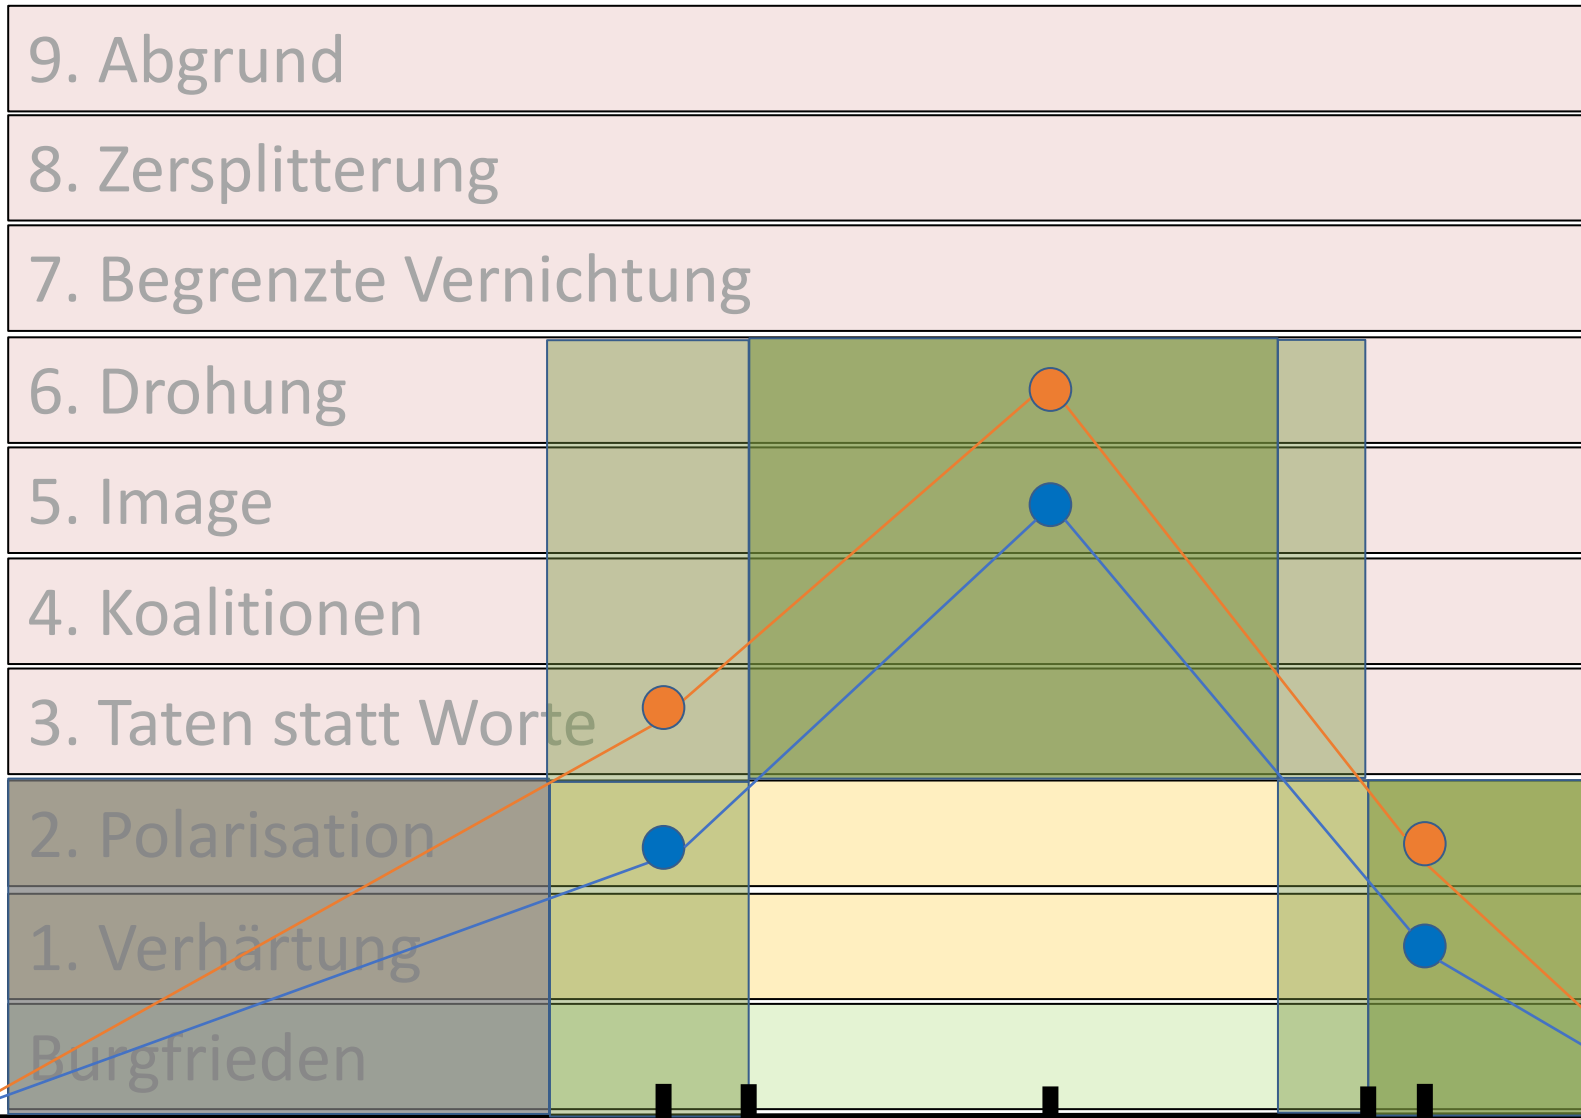 9. Abgrund
8. Zersplitterung
7. Begrenzte Vernichtung
6. Drohung
5. Image
4. Koalitionen
3. Taten statt Worte
2. Polarisation
1. Verhärtung
Burgfrieden